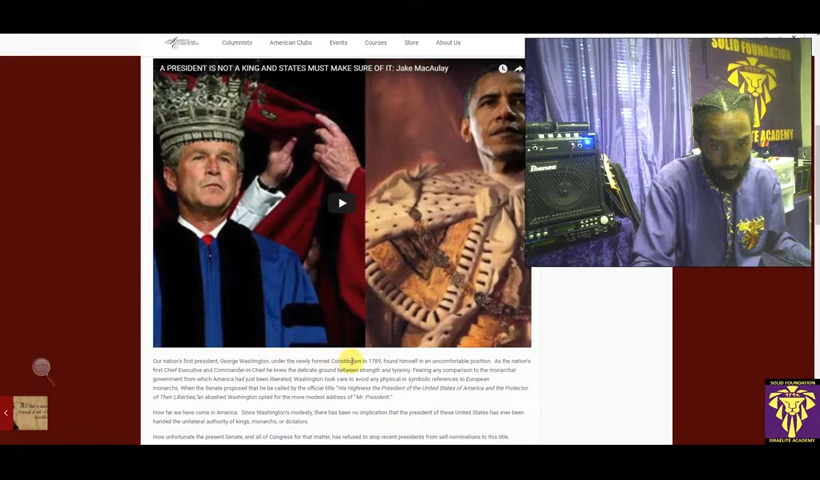 Columnists American Clubs Events Courses Store About Us
A PRESIDENT IS NOT A KING AND STATES MUST MAKE SURE OF IT: Jake MacAulay
SOLID FOUNDATION
ISRAELITE ACADEMY
Ibanez
Our nation's first president, George Washington, under the newly formed Constitution in 1789, found himself in an uncomfortable position. As the nation's
first Chief Executive and Commander-in-Chief he knew the delicate ground between strength and tyranny. Fearing any comparison to the monarchal
government from which America had just been liberated, Washington took care to avoid any physical or symbolic references to European
monarchs. When the Senate proposed that he be called by the official title "His Highness the President of the United States of America and the Protector
of Their Liberties," an abashed Washington opted for the more modest address of "Mr. President."
How far we have come in America. Since Washington's modesty, there has been no implication that the president of these United States has ever been
handed the unilateral authority of kings, monarchs, or dictators.
How unfortunate the present Senate, and all of Congress for that matter, has refused to stop recent presidents from self-nominations to this title.
SOLID FOUNDATION
ISRAELITE ACADEMY